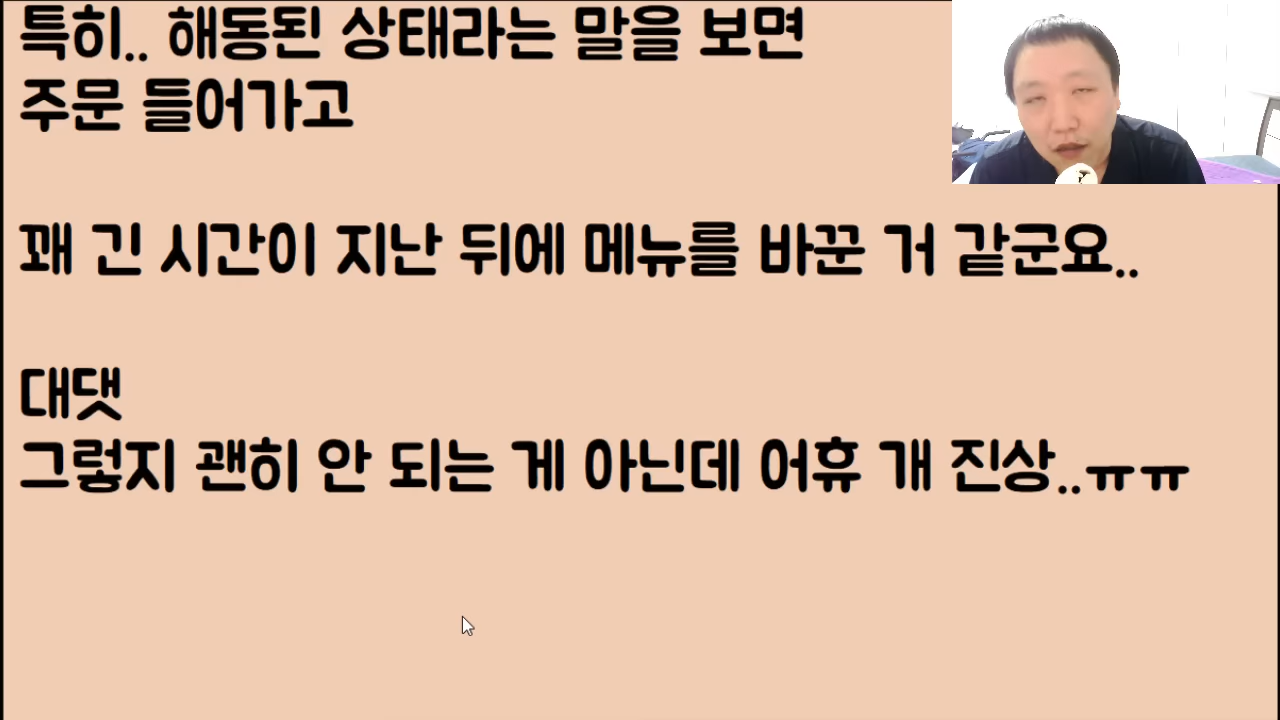 특히.. 해동된 상태라는 말을 보면
주문 들어가고
꽤 긴 시간이 지난 뒤에 메뉴를 바꾼 거 같군요..
대댓
그렇지 괜히 안 되는 게 아닌데 어휴 개 진상..ㅠㅠ